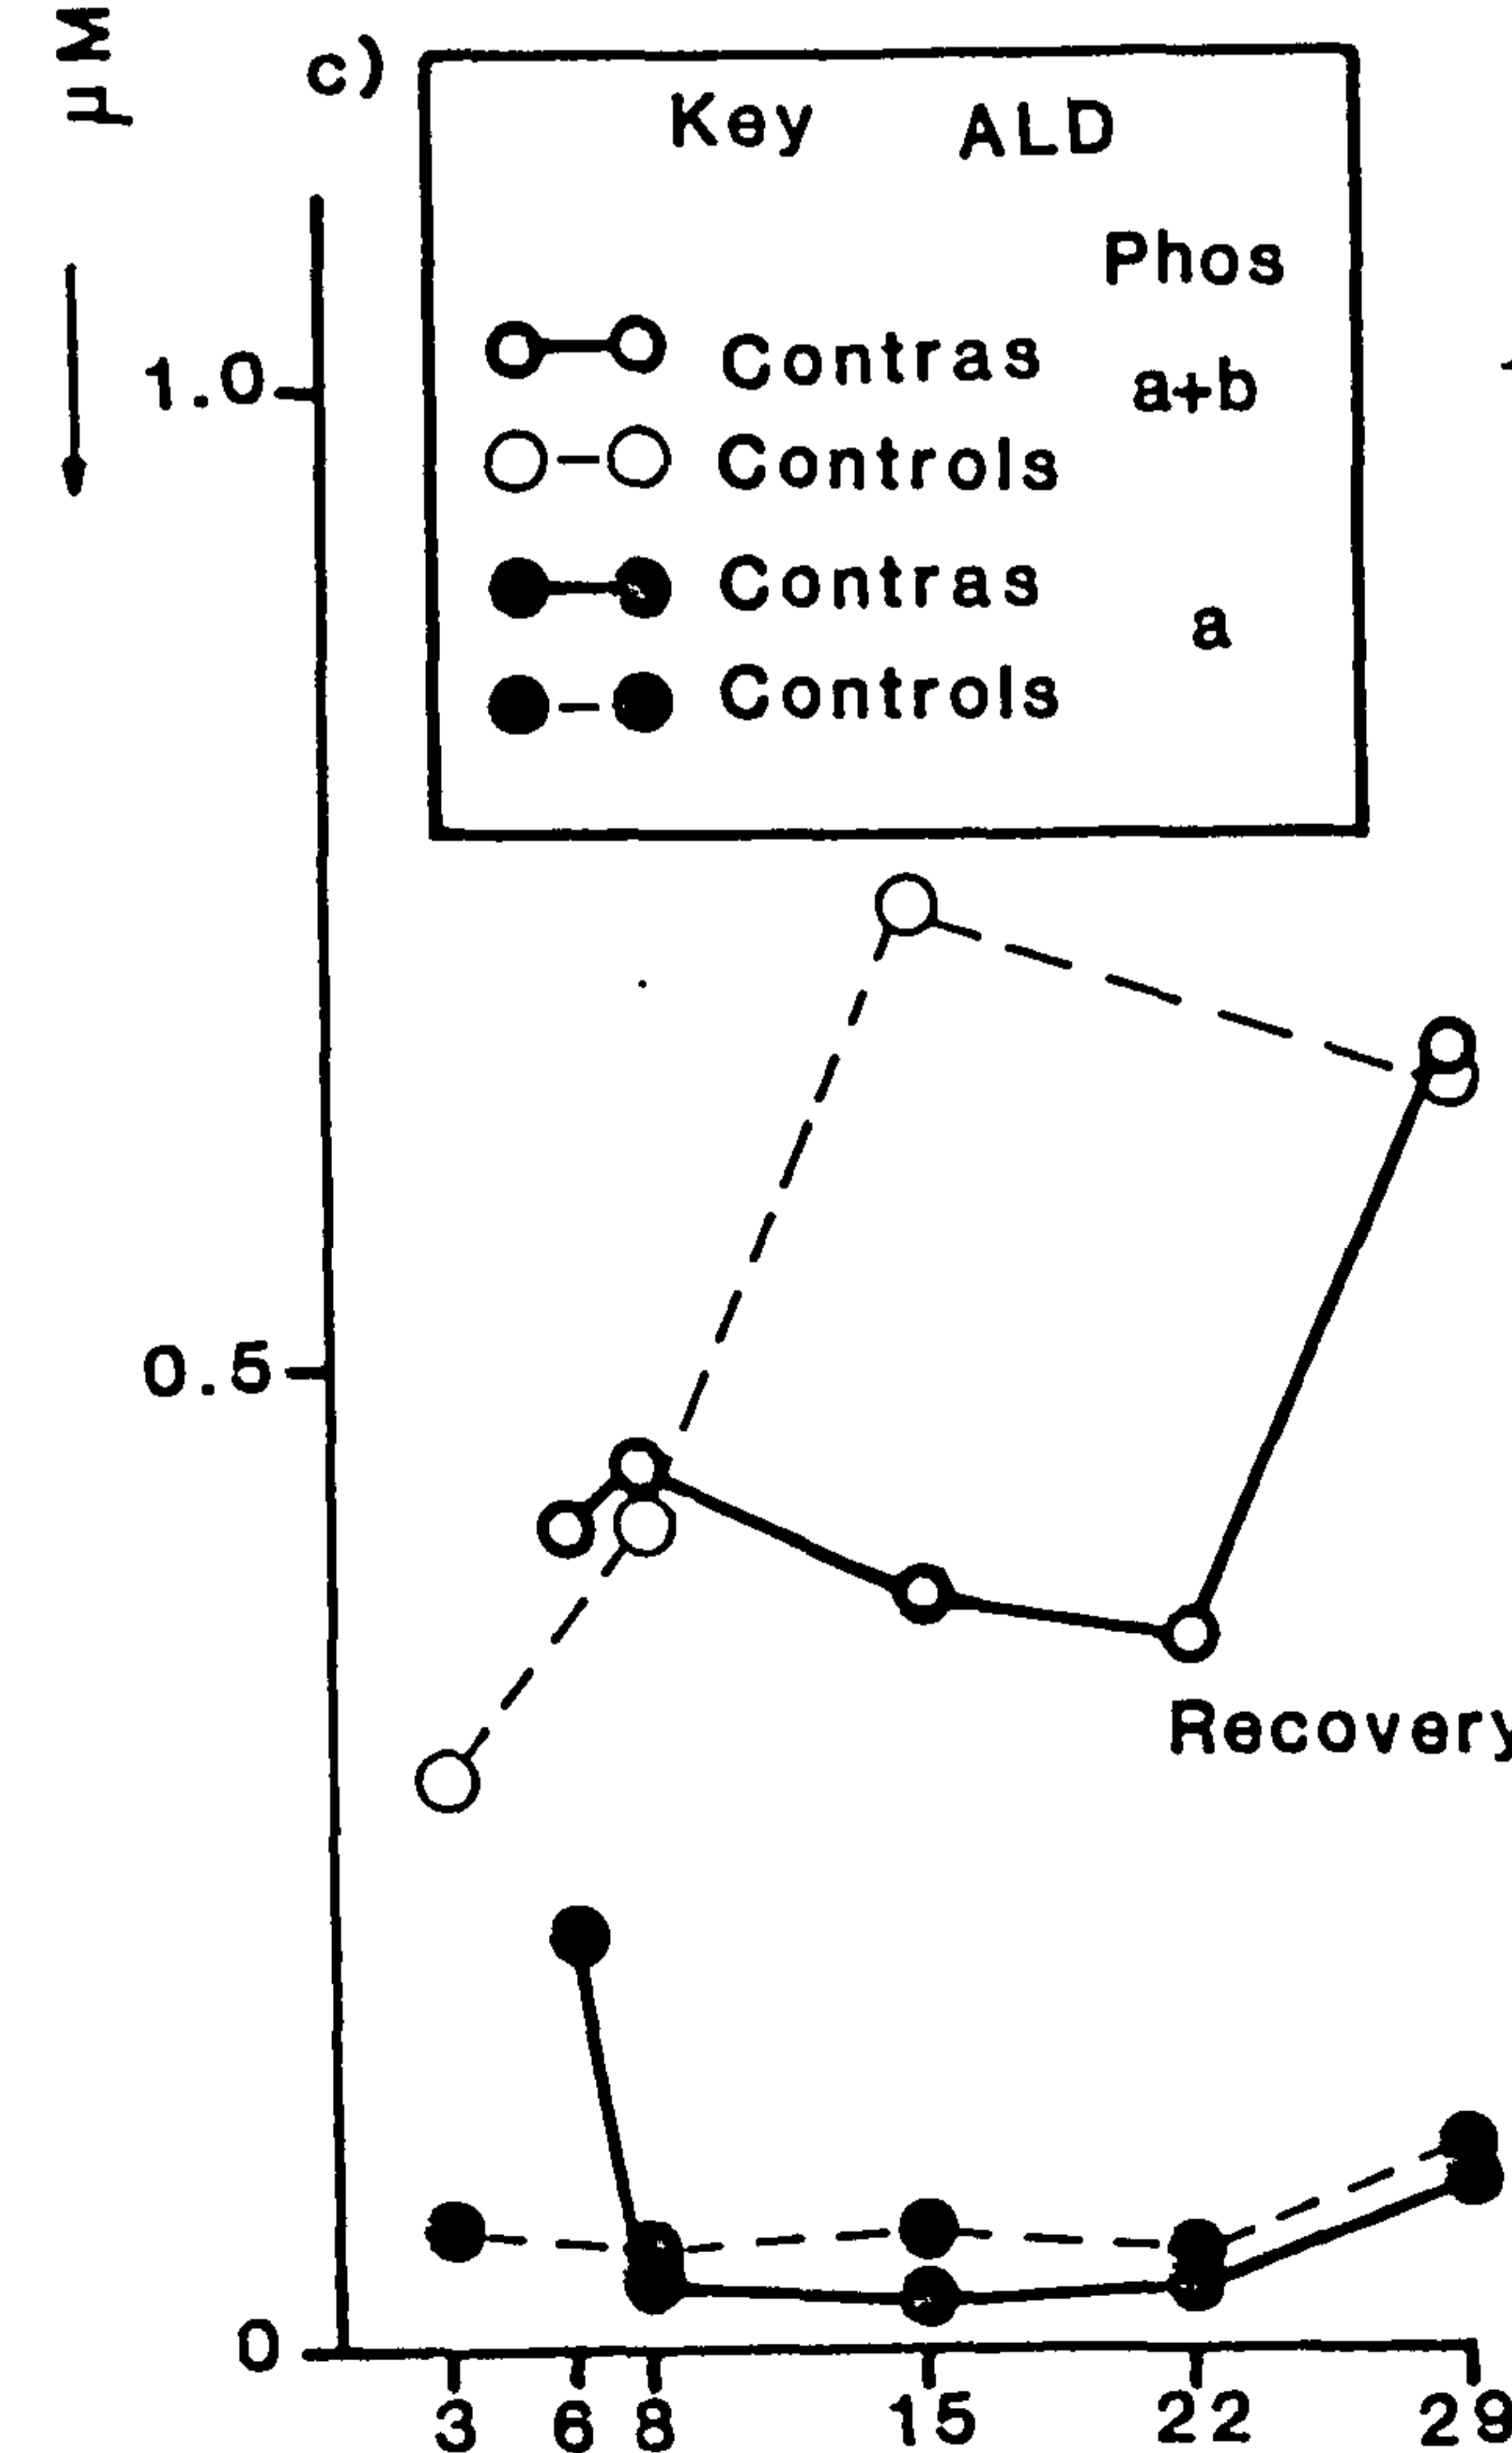 μM
c)
Key ALD
Phos
Contras
a+b
Controls
Contras
a
Controls
1.0
0.5
Recovery
0
3 6 8 15 22 29